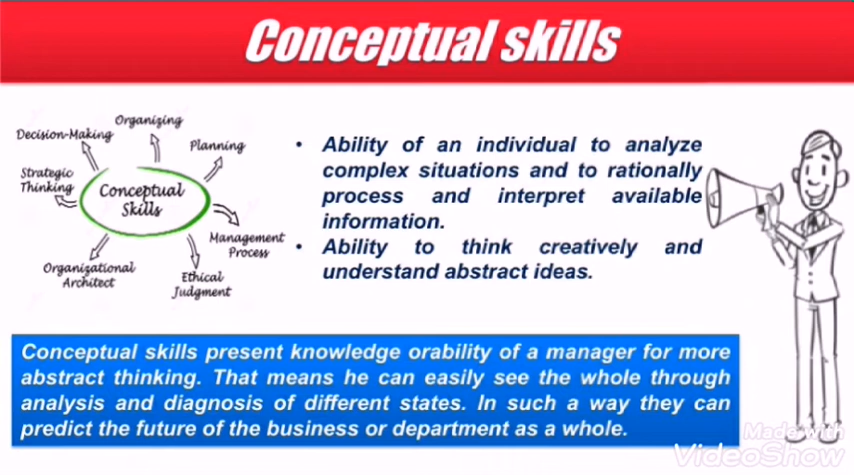 Conceptual skills
Organizing
Decision-Making
Planning
Strategic
Thinking
Conceptual
Skills
Management
Process
Organizational
Architect
Ethical
Judgment
• Ability of an individual to analyze
complex situations and to rationally
process and interpret available
information.
• Ability to think creatively and
understand abstract ideas.
Conceptual skills present knowledge orability of a manager for more
abstract thinking. That means he can easily see the whole through
analysis and diagnosis of different states. In such a way they can
predict the future of the business or department as a whole.
Made with
VideoShow